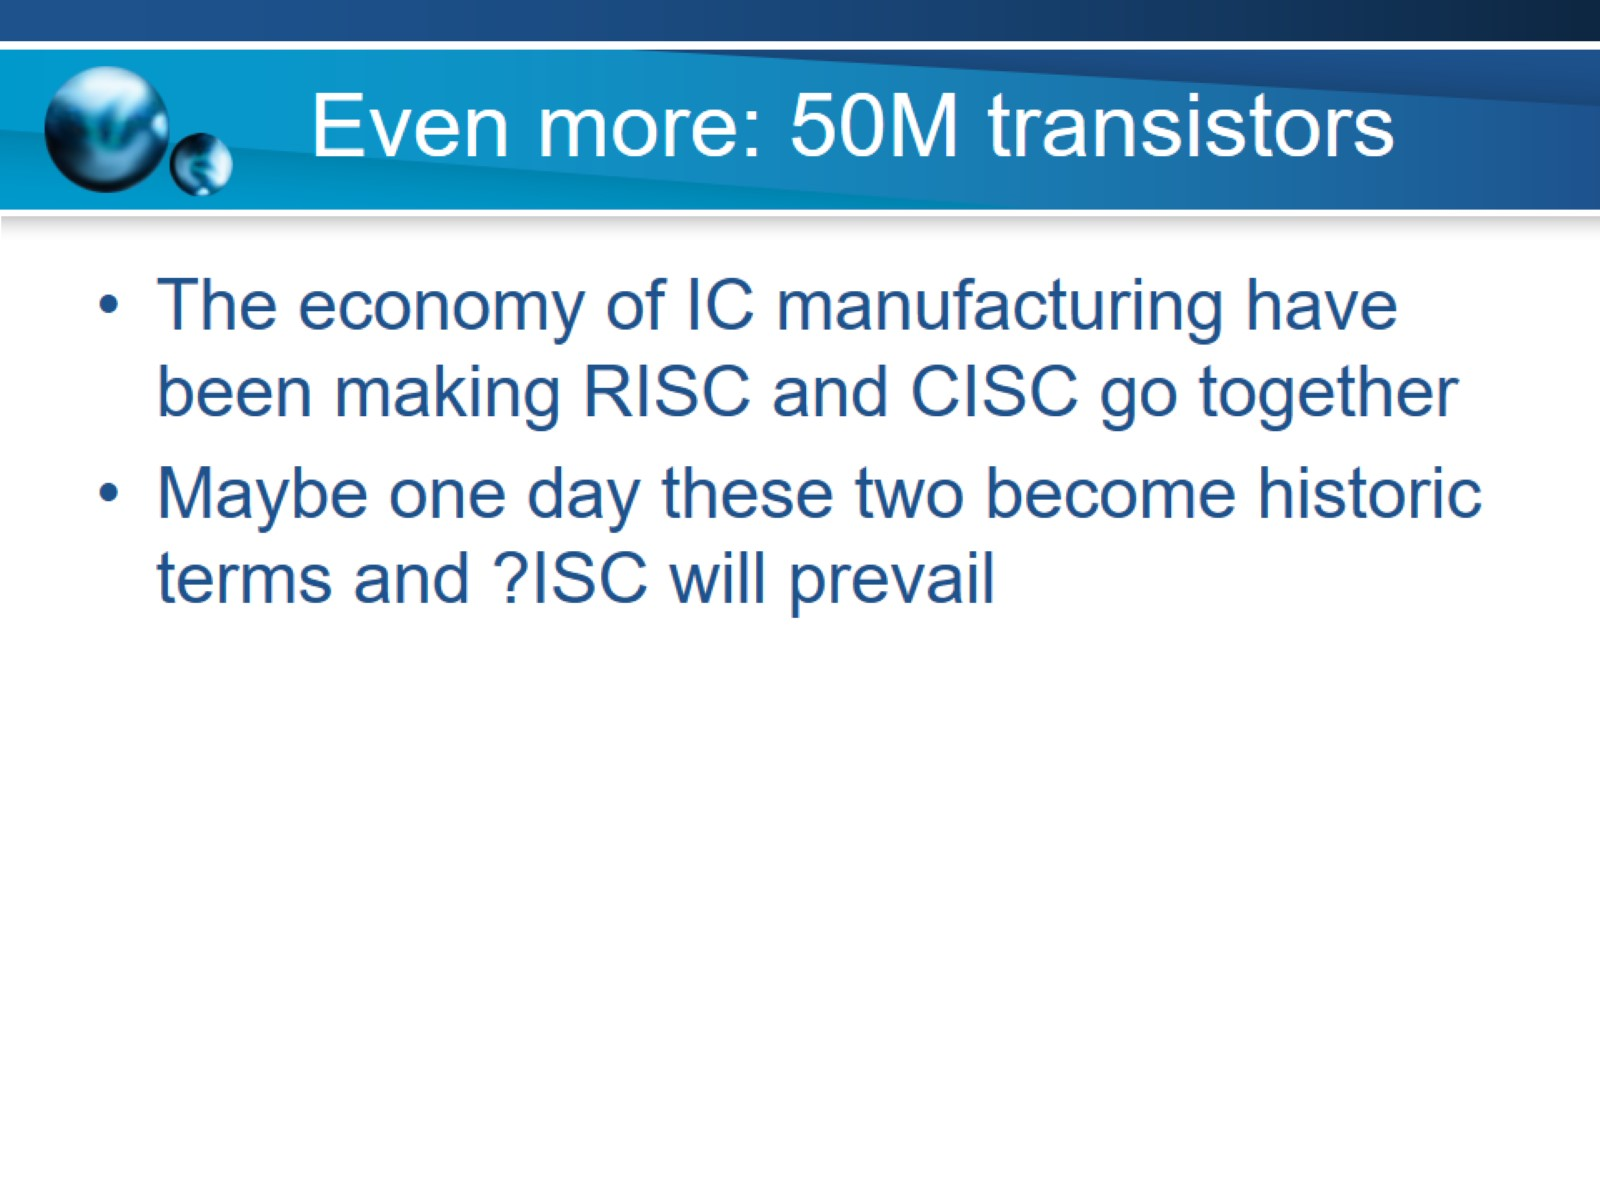 Even more: 50M transistors
• The economy of IC manufacturing have
been making RISC and CISC go together
• Maybe one day these two become historic
terms and ?ISC will prevail